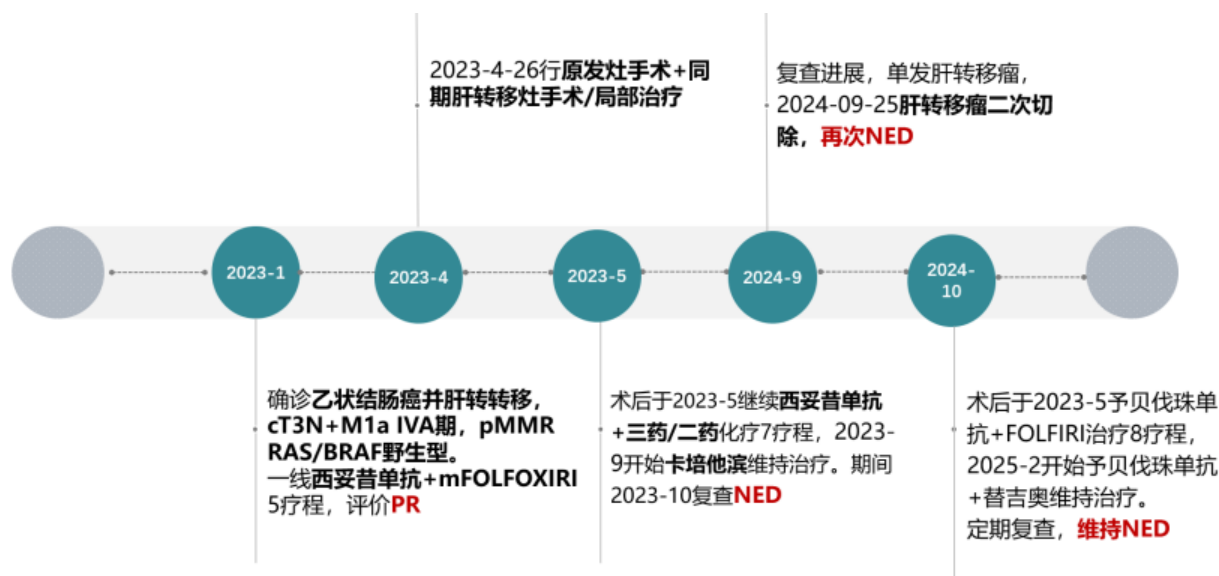 2023-4-26行原发灶手术+同
期肝转移灶手术/局部治疗
复查进展，单发肝转移瘤，
2024-09-25肝转移瘤二次切
除，再次NED
2023-1
2023-4
2023-5
2024-9
2024-
10
确诊乙状结肠癌并肝转转移，
cT3N+M1a IVA期，pMMR
RAS/BRAF野生型。
一线西妥昔单抗+mFOLFOXIRI
5疗程，评价PR
术后于2023-5继续西妥昔单抗
+三药/二药化疗7疗程，2023-
9开始卡培他滨维持治疗。期间
2023-10复查NED
术后于2023-5予贝伐珠单
抗+FOLFIRI治疗8疗程，
2025-2开始予贝伐珠单抗
+替吉奥维持治疗。
定期复查，维持NED